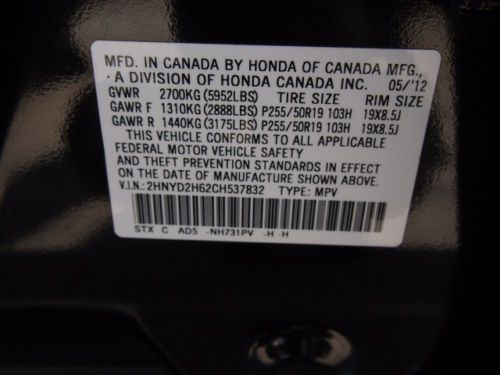 MFD. IN CANADA BY HONDA OF CANADA MFG.,
A DIVISION OF HONDA CANADA INC. 05/'12
GVWR 2700KG(5952LBS) TIRE SIZE RIM SIZE
GAWR F 1310KG(2888LBS) P255/50R19 103H 19X8.5J
GAWR R 1440KG(3175LBS) P255/50R19 103H 19X8.5J
THIS VEHICLE CONFORMS TO ALL APPLICABLE
FEDERAL MOTOR VEHICLE SAFETY
AND THEFT PREVENTION STANDARDS IN EFFECT
ON THE DATE OF MANUFACTURE SHOWN ABOVE.
V.I.N.: 2HNYD2H62CH537832 TYPE: MPV
STX C AD5 -NH731PV -H -H